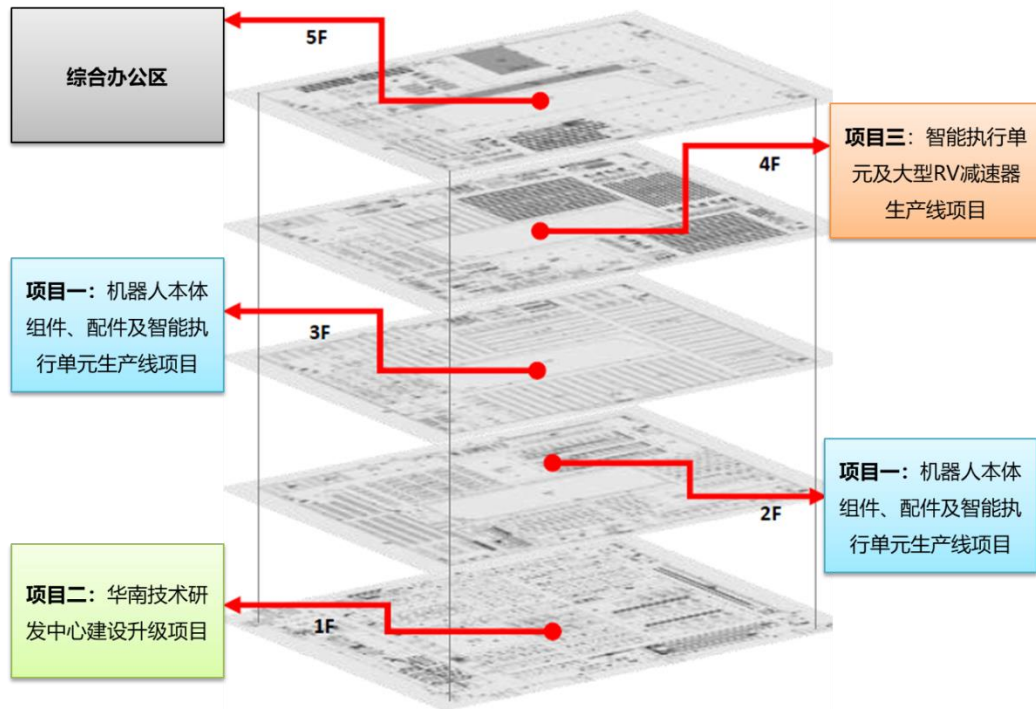 5F
综合办公区
4F
项目三：智能执行单
元及大型RV减速器
生产线项目
项目一：机器人本体
组件、配件及智能执
行单元生产线项目
3F
项目一：机器人本体
组件、配件及智能执
行单元生产线项目
2F
项目二：华南技术研
发中心建设升级项目
1F